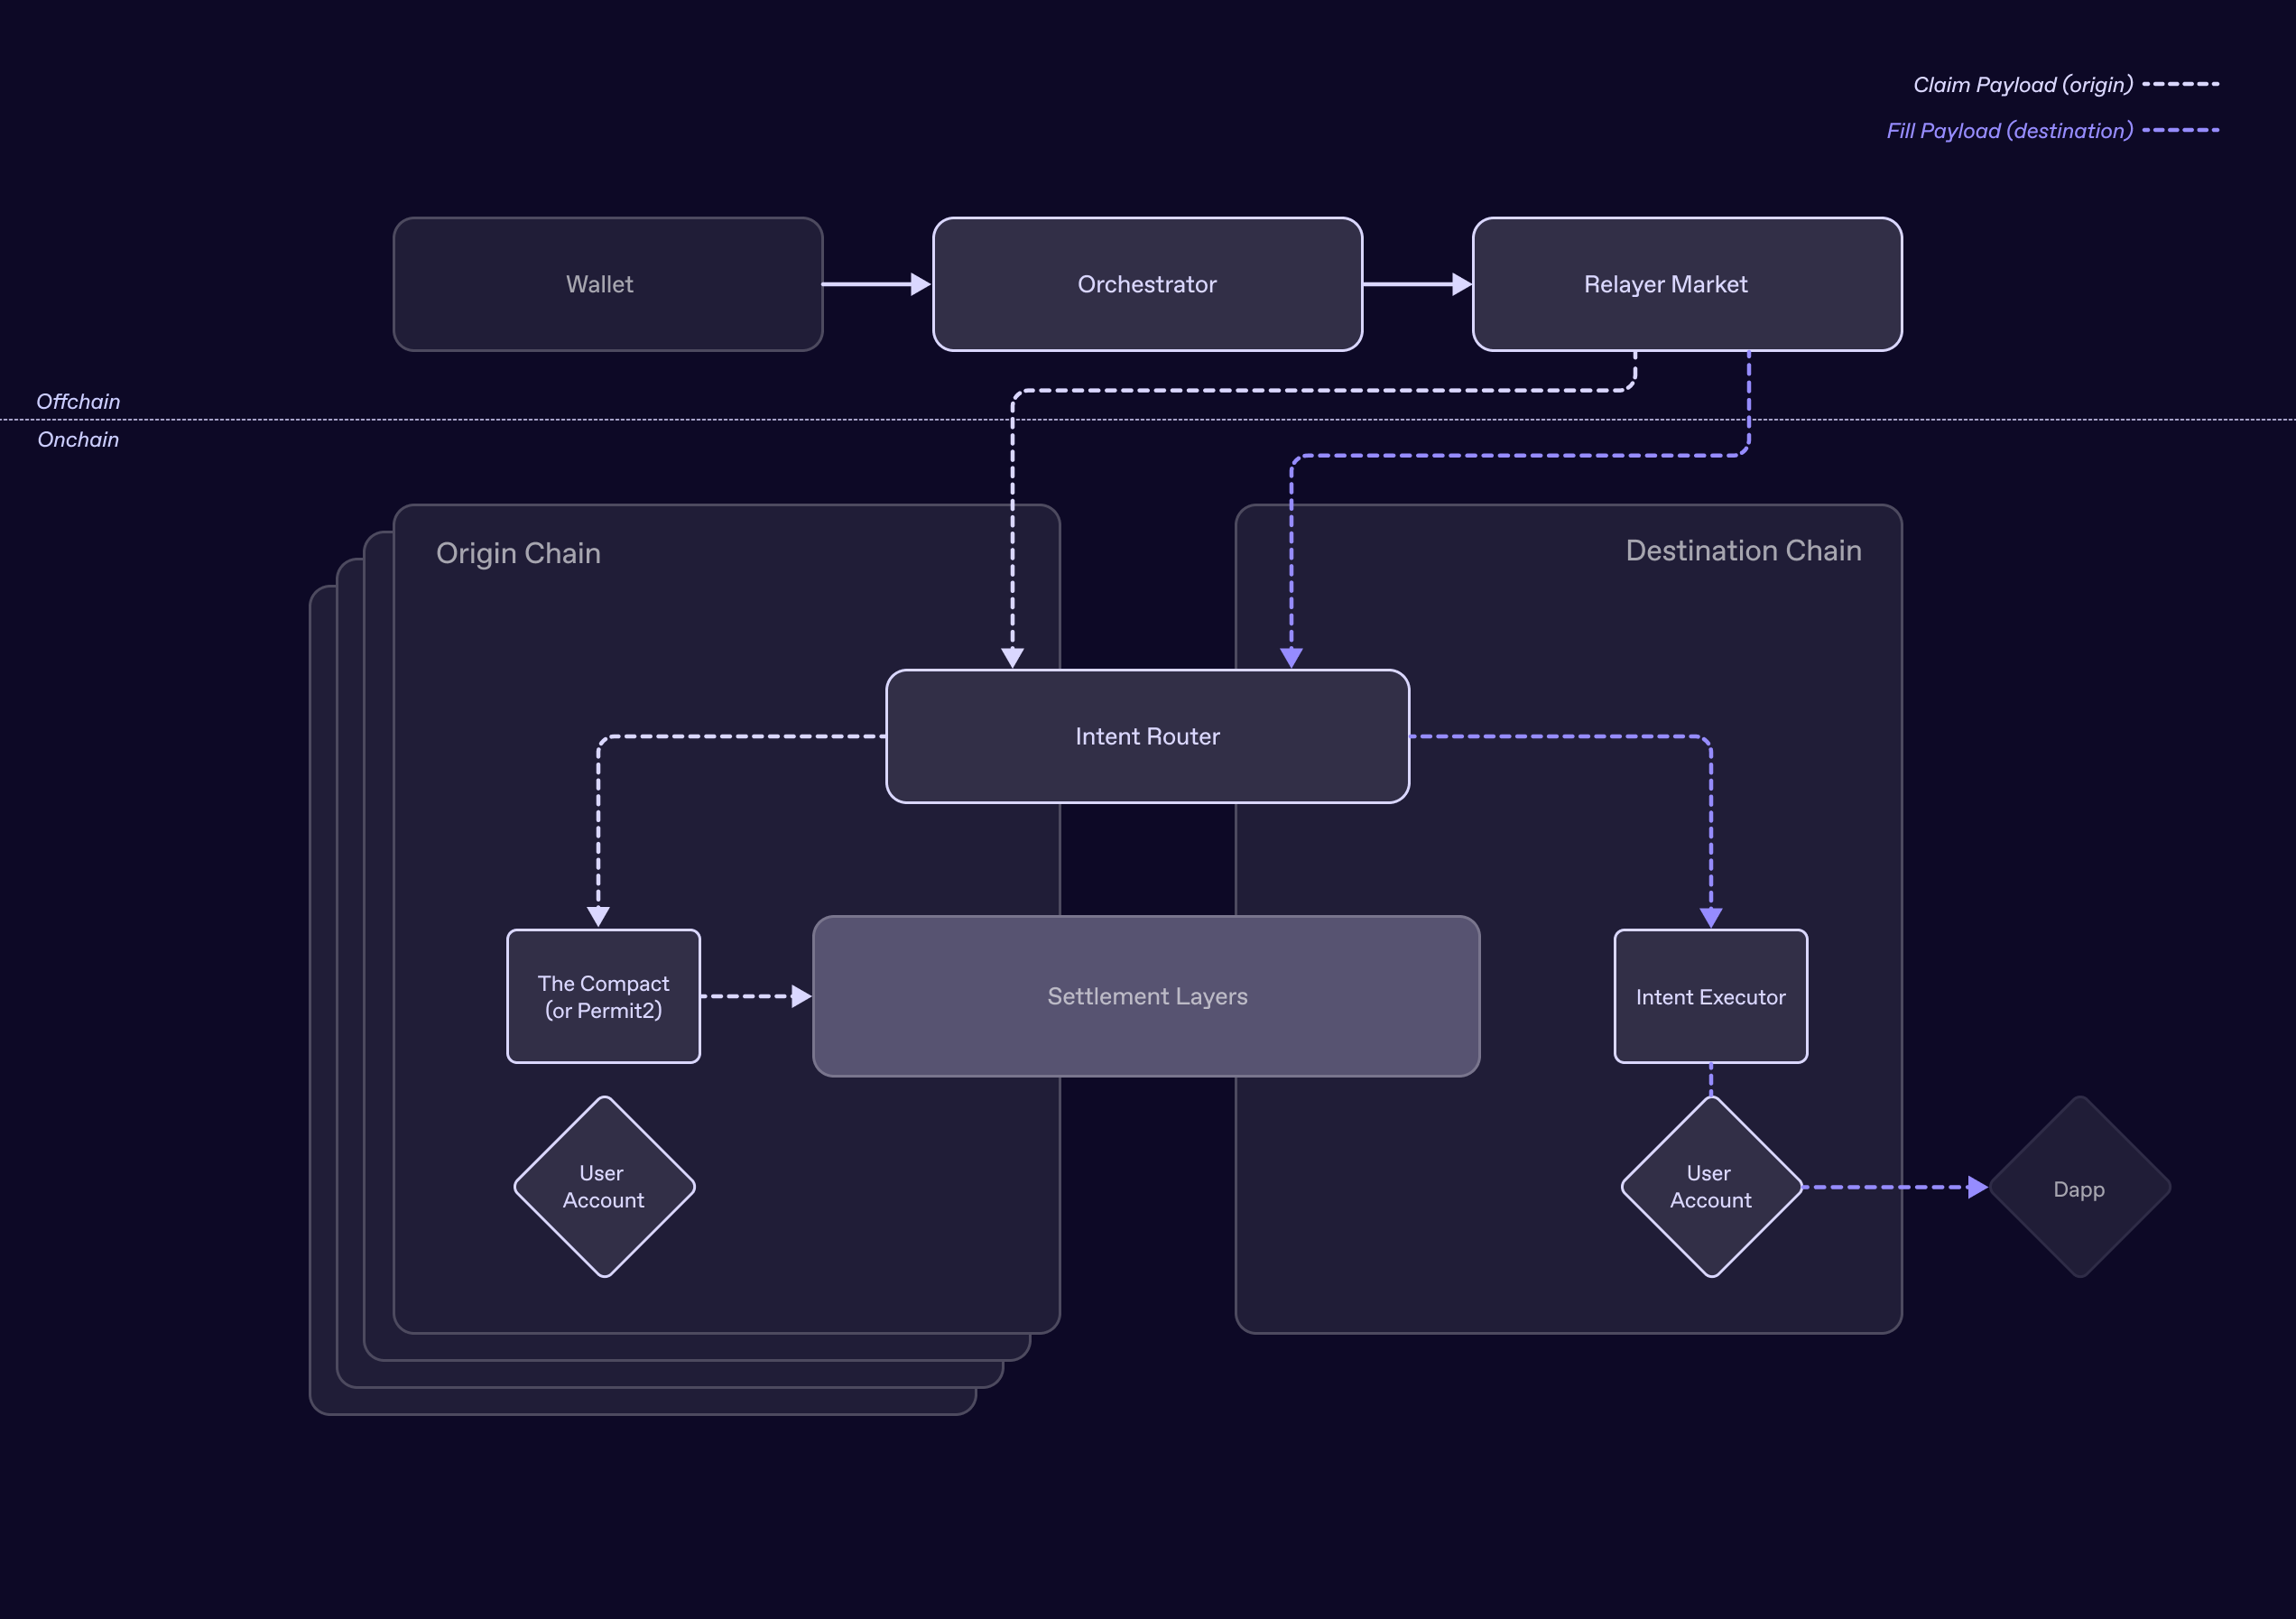 Claim Payload (origin)
Fill Payload (destination)
Wallet
Orchestrator
Relayer Market
Offchain
Onchain
Origin Chain
Destination Chain
Intent Router
The Compact
(or Permit2)
Settlement Layers
Intent Executor
User
Account
User
Account
Dapp